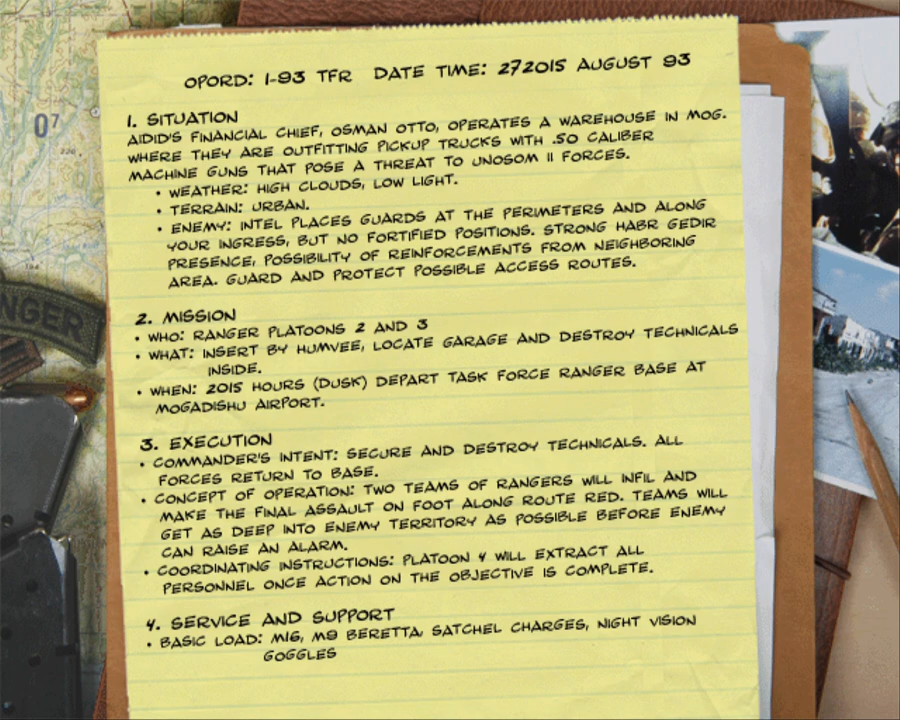 OPORD: 1-93 TFR DATE TIME: 272015 AUGUST 93
1. SITUATION
AIDID'S FINANCIAL CHIEF, OSMAN OTTO, OPERATES A WAREHOUSE IN MOG.
WHERE THEY ARE OUTFITTING PICKUP TRUCKS WITH .50 CALIBER
MACHINE GUNS THAT POSE A THREAT TO UNOSOM II FORCES.
• WEATHER: HIGH CLOUDS, LOW LIGHT.
• TERRAIN: URBAN.
• ENEMY: INTEL PLACES GUARDS AT THE PERIMETERS AND ALONG
YOUR INGRESS, BUT NO FORTIFIED POSITIONS. STRONG HABR GEDIR
PRESENCE, POSSIBILITY OF REINFORCEMENTS FROM NEIGHBORING
AREA. GUARD AND PROTECT POSSIBLE ACCESS ROUTES.
2. MISSION
• WHO: RANGER PLATOONS 2 AND 3
• WHAT: INSERT BY HUMVEE, LOCATE GARAGE AND DESTROY TECHNICALS
INSIDE.
• WHEN: 2015 HOURS (DUSK) DEPART TASK FORCE RANGER BASE AT
MOGADISHU AIRPORT.
3. EXECUTION
• COMMANDER'S INTENT: SECURE AND DESTROY TECHNICALS. ALL
FORCES RETURN TO BASE.
• CONCEPT OF OPERATION: TWO TEAMS OF RANGERS WILL INFIL AND
MAKE THE FINAL ASSAULT ON FOOT ALONG ROUTE RED. TEAMS WILL
GET AS DEEP INTO ENEMY TERRITORY AS POSSIBLE BEFORE ENEMY
CAN RAISE AN ALARM.
• COORDINATING INSTRUCTIONS: PLATOON 4 WILL EXTRACT ALL
PERSONNEL ONCE ACTION ON THE OBJECTIVE IS COMPLETE.
4. SERVICE AND SUPPORT
• BASIC LOAD: M16, M9 BERETTA, SATCHEL CHARGES, NIGHT VISION
GOGGLES
07
NGER